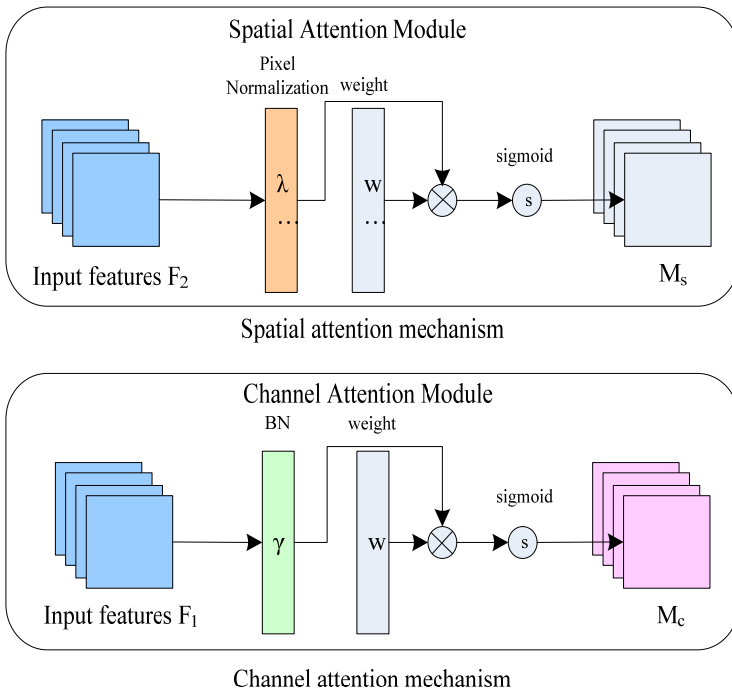 Spatial Attention Module
Pixel
Normalization
weight
λ
...
w
...
sigmoid
s
Input features F₂
Mₛ
Spatial attention mechanism
Channel Attention Module
BN
weight
γ
w
sigmoid
s
Input features F₁
M꜀
Channel attention mechanism